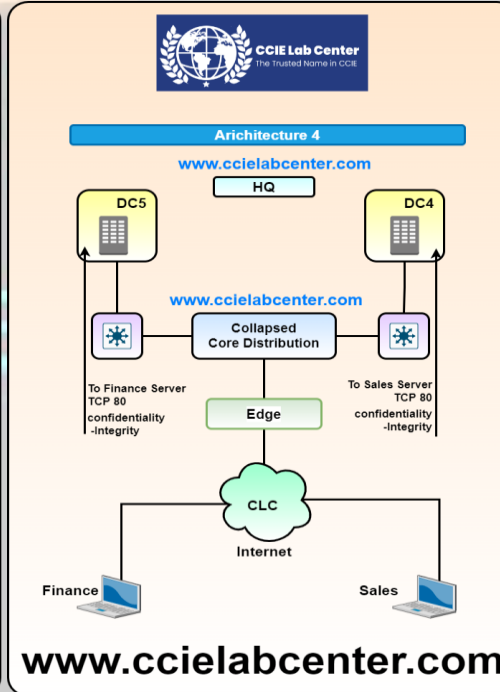 CCIE Lab Center
The Trusted Name in CCIE
Arichitecture 4
www.ccielabcenter.com
HQ
DC5
DC4
www.ccielabcenter.com
Collapsed
Core Distribution
To Finance Server
TCP 80
confidentiality
-Integrity
To Sales Server
TCP 80
confidentiality
-Integrity
Edge
CLC
Internet
Finance
Sales
www.ccielabcenter.com